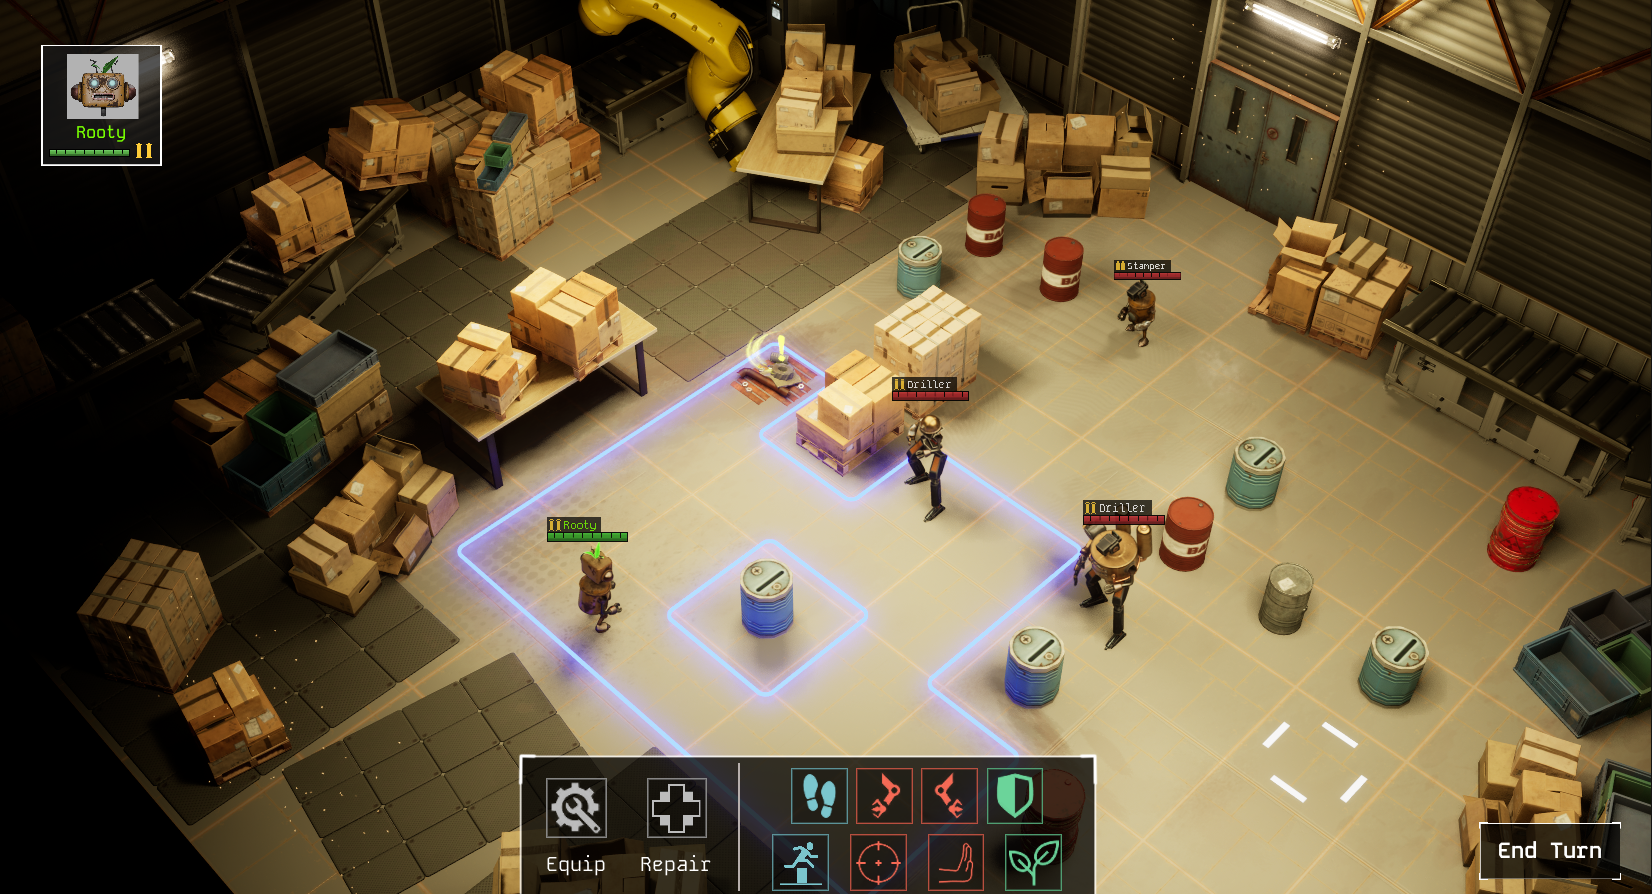 Rooty
Stamper
Driller
Driller
Rooty
Equip
Repair
End Turn